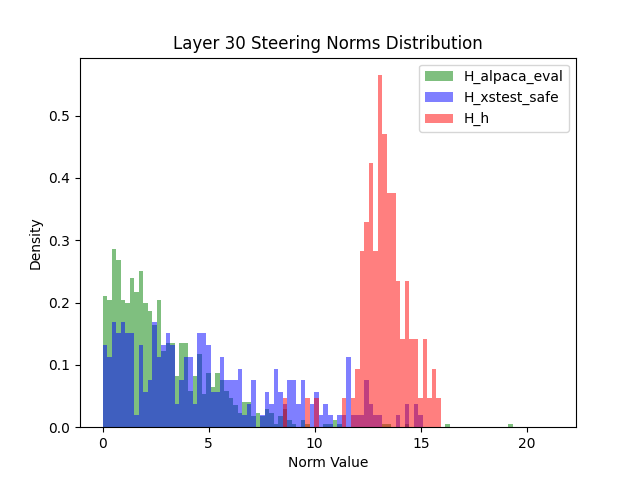 Layer 30 Steering Norms Distribution
H_alpaca_eval
H_xstest_safe
H_h
Density
0.5
0.4
0.3
0.2
0.1
0.0
0 5 10 15 20
Norm Value